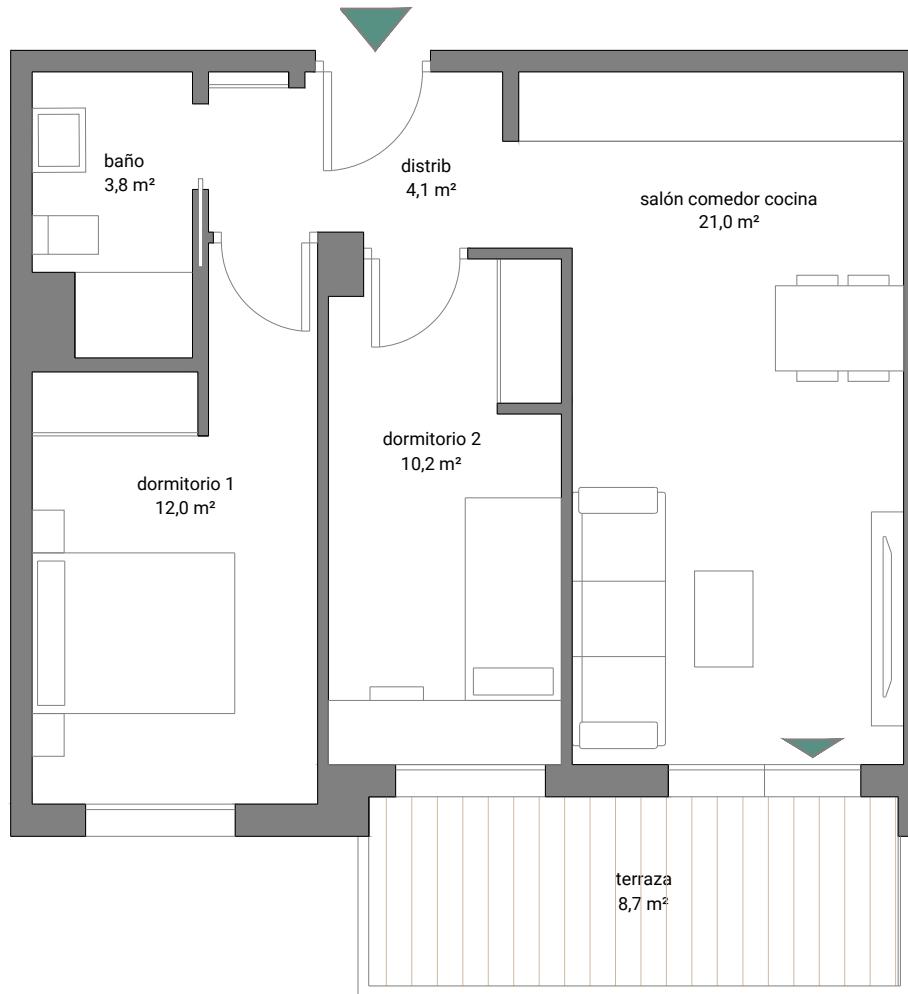 baño
3,8 m²
distrib
4,1 m²
salón comedor cocina
21,0 m²
dormitorio 2
10,2 m²
dormitorio 1
12,0 m²
terraza
8,7 m²